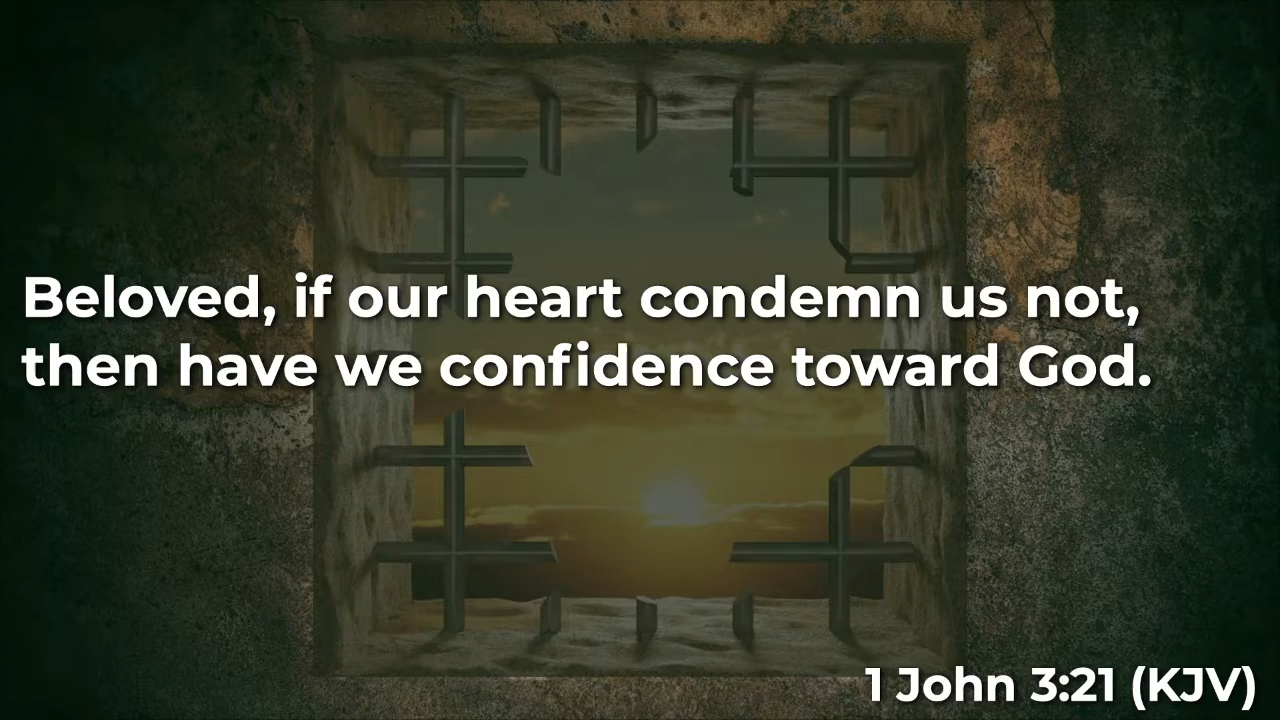 Beloved, if our heart condemn us not,
then have we confidence toward God.
1 John 3:21 (KJV)